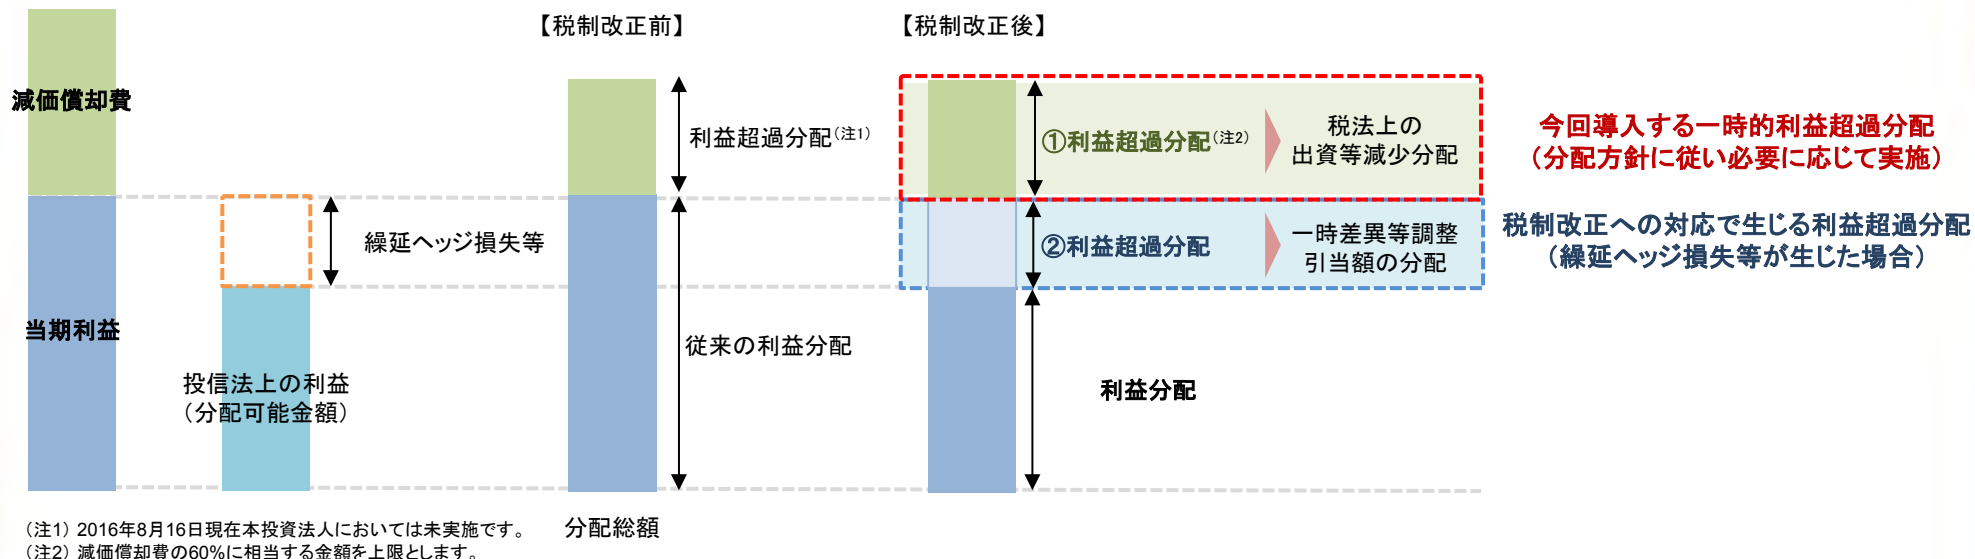 【税制改正前】
【税制改正後】
減価償却費
利益超過分配(注1)
①利益超過分配(注2)
税法上の
出資等減少分配
今回導入する一時的利益超過分配
(分配方針に従い必要に応じて実施)
繰延ヘッジ損失等
②利益超過分配
一時差異等調整
引当額の分配
税制改正への対応で生じる利益超過分配
(繰延ヘッジ損失等が生じた場合)
当期利益
従来の利益分配
投信法上の利益
(分配可能金額)
利益分配
分配総額
(注1) 2016年8月16日現在本投資法人においては未実施です。
(注2) 減価償却費の60%に相当する金額を上限とします。